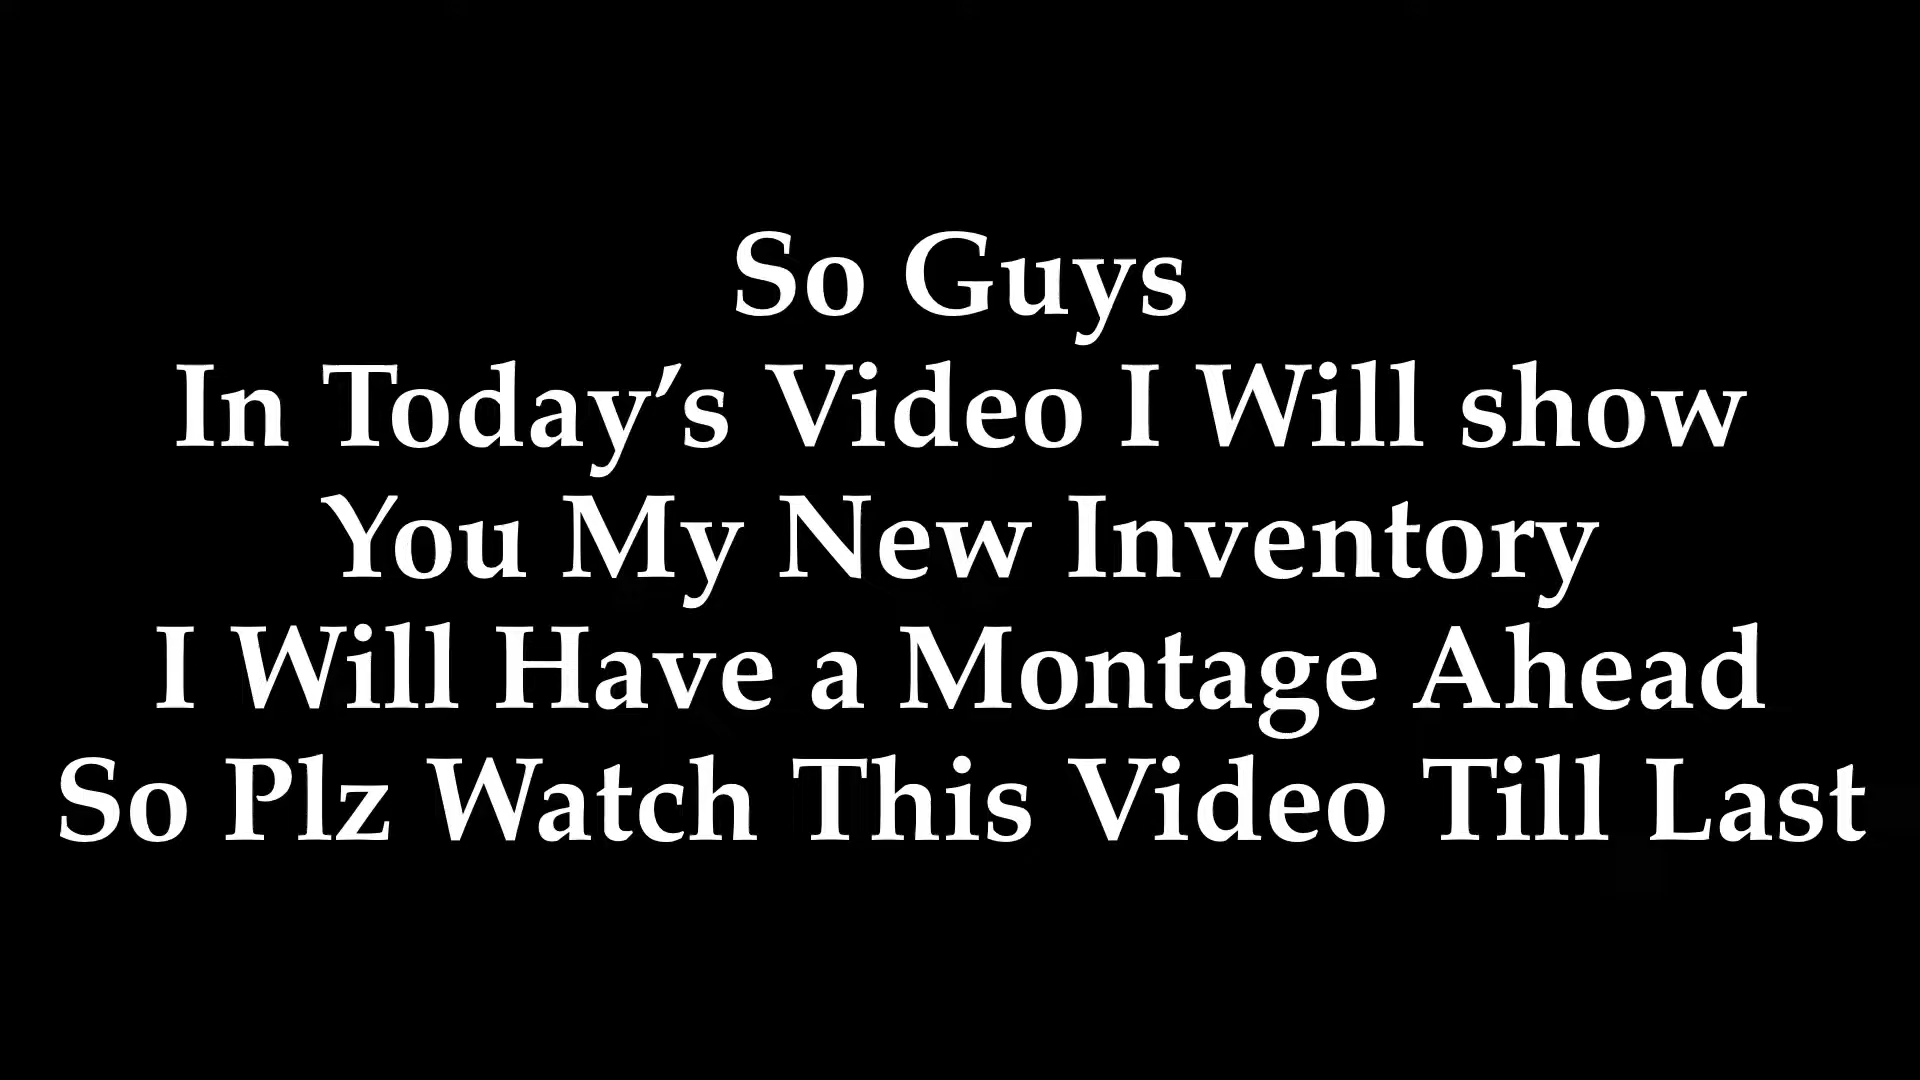 So Guys
In Today’s Video I Will show
You My New Inventory
I Will Have a Montage Ahead
So Plz Watch This Video Till Last